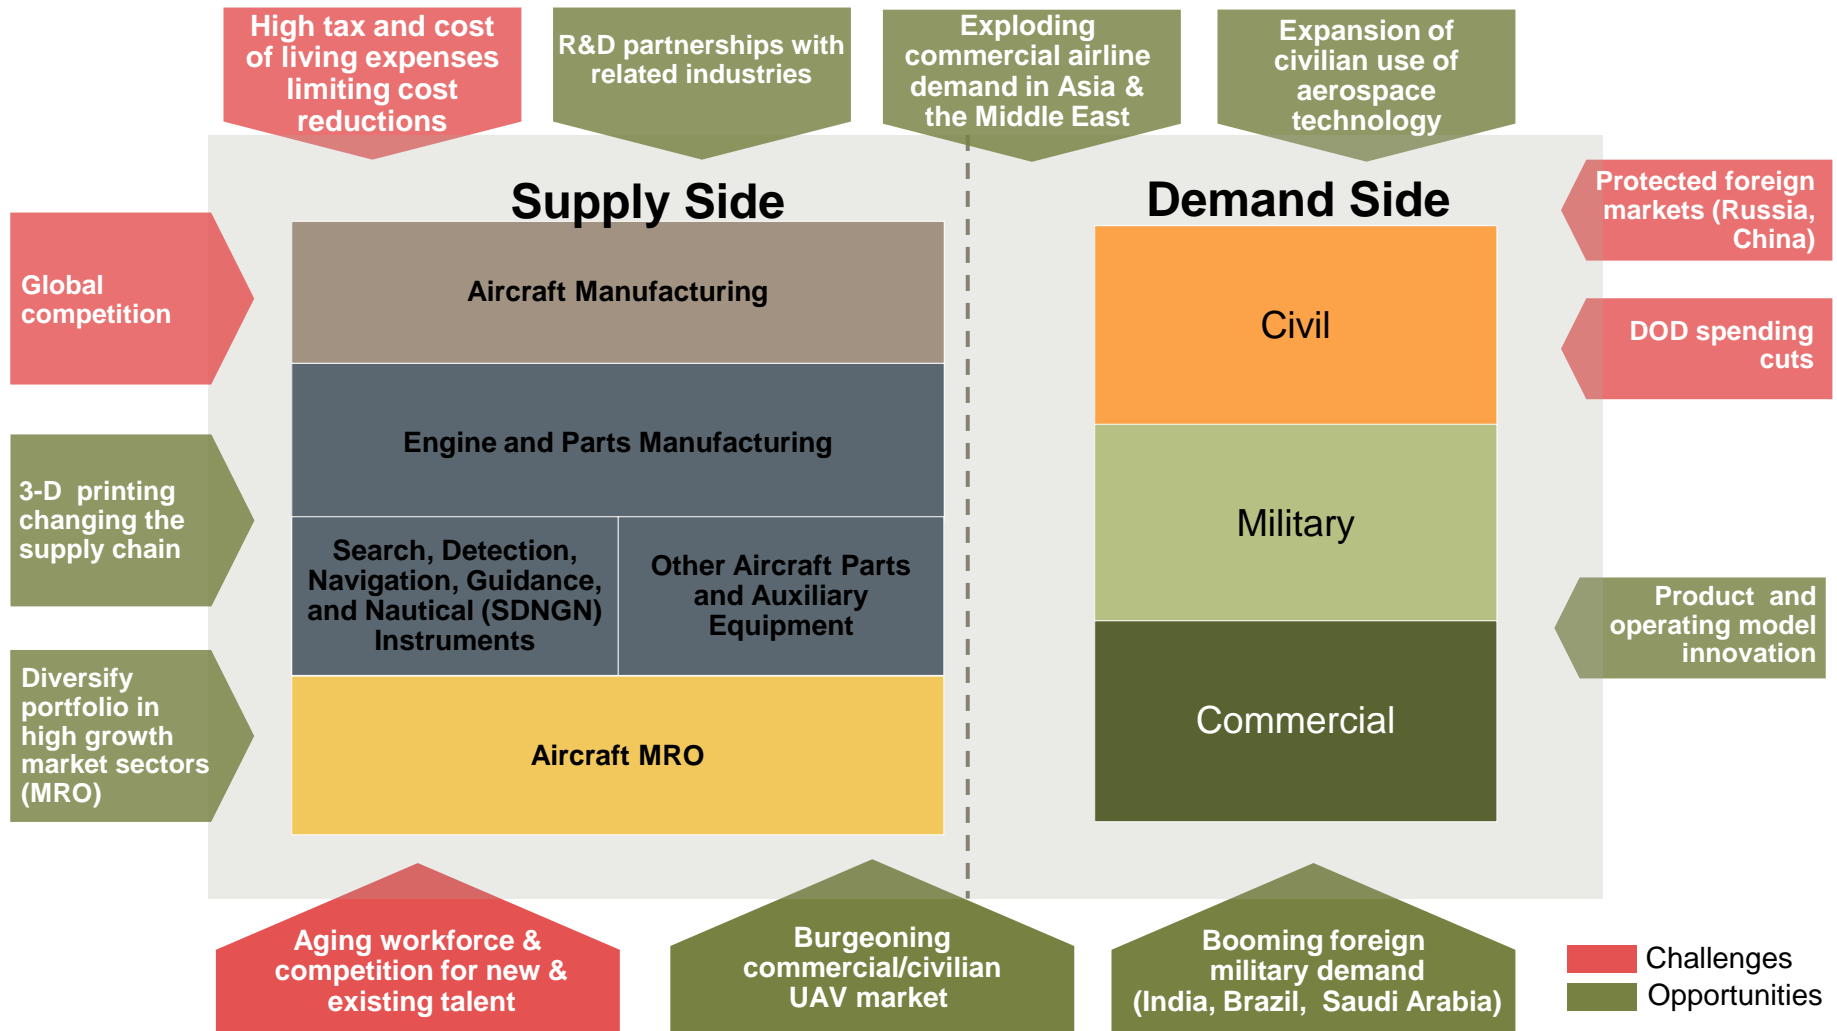 High tax and cost
of living expenses
limiting cost
reductions
R&D partnerships with
related industries
Exploding
commercial airline
demand in Asia &
the Middle East
Expansion of
civilian use of
aerospace
technology
Supply Side
Demand Side
Protected foreign
markets (Russia,
China)
Global
competition
Aircraft Manufacturing
Civil
DOD spending
cuts
Engine and Parts Manufacturing
3-D  printing
changing the
supply chain
Search, Detection,
Navigation, Guidance,
and Nautical (SDNGN)
Instruments
Other Aircraft Parts
and Auxiliary
Equipment
Military
Product  and
operating model
innovation
Diversify
portfolio in
high growth
market sectors
(MRO)
Aircraft MRO
Commercial
Aging workforce &
competition for new &
existing talent
Burgeoning
commercial/civilian
UAV market
Booming foreign
military demand
(India, Brazil,  Saudi Arabia)
Challenges
Opportunities